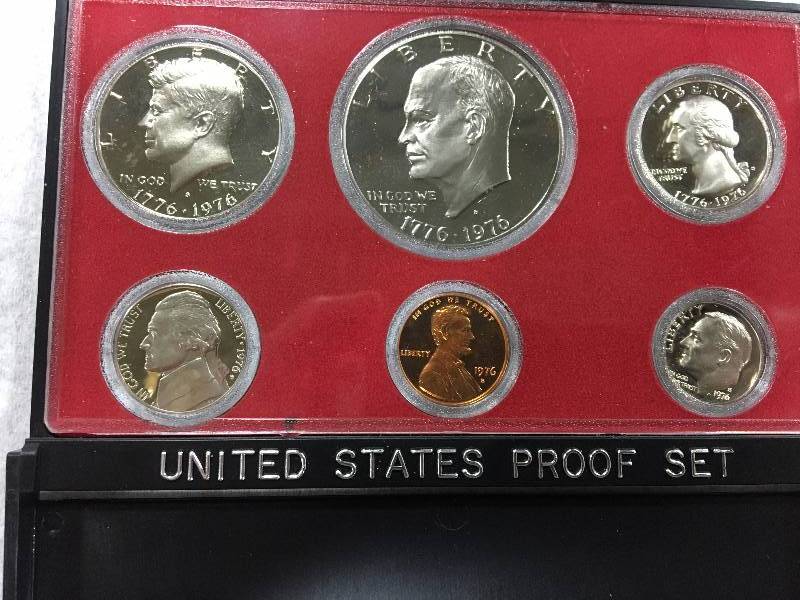 LIBERTY
IN GOD WE TRUST
S
1776·1976
LIBERTY
IN GOD WE
TRUST
S
1776·1976
LIBERTY
IN GOD WE
TRUST
S
1776·1976
IN GOD WE TRUST
LIBERTY·1976
S
IN GOD WE TRUST
LIBERTY
1976
S
LIBERTY
IN GOD
WE TRUST
S
1976
UNITED STATES PROOF SET